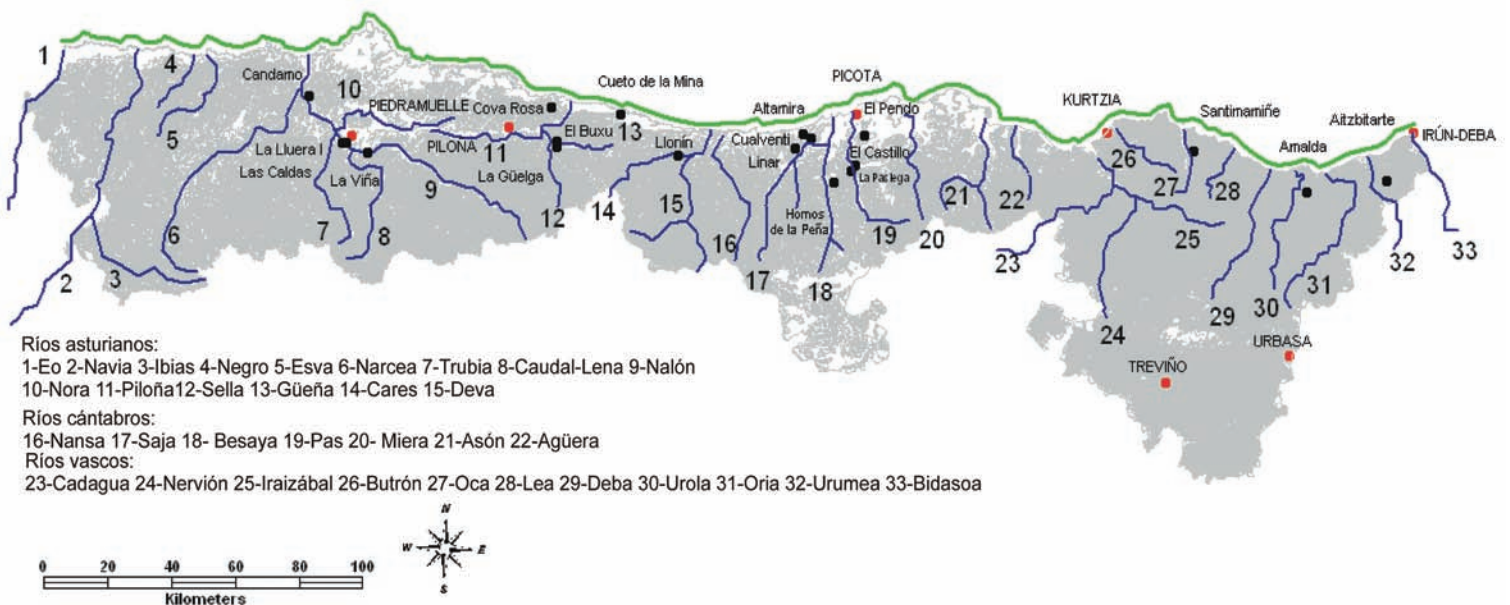 1
4
Candamo
10
PIEDRAMUELLE
Cova Rosa
Cueto de la Mina
PICOTA
Altamira
El Pendo
KURTZIA
Santimamiñe
Aitzbitarte
IRÚN-DEBA
5
La Lluera I
Las Caldas
La Viña
PILOÑA
11
La Güelga
El Buxu
13
Llonín
Cualventi
Linar
El Castillo
La Pasiega
Amalda
26
27
28
9
6
7
8
12
14
15
16
17
Hornos
de la Peña
18
19
20
21
22
23
24
25
29
30
31
32
33
2
3
TREVIÑO
URBASA
Ríos asturianos:
1-Eo 2-Navia 3-Ibias 4-Negro 5-Esva 6-Narcea 7-Trubia 8-Caudal-Lena 9-Nalón
10-Nora 11-Piloña12-Sella 13-Güeña 14-Cares 15-Deva
Ríos cántabros:
16-Nansa 17-Saja 18- Besaya 19-Pas 20- Miera 21-Asón 22-Agüera
Ríos vascos:
23-Cadagua 24-Nervión 25-Iraizábal 26-Butrón 27-Oca 28-Lea 29-Deba 30-Urola 31-Oria 32-Urumea 33-Bidasoa
N
W E
S
0 20 40 60 80 100
Kilometers